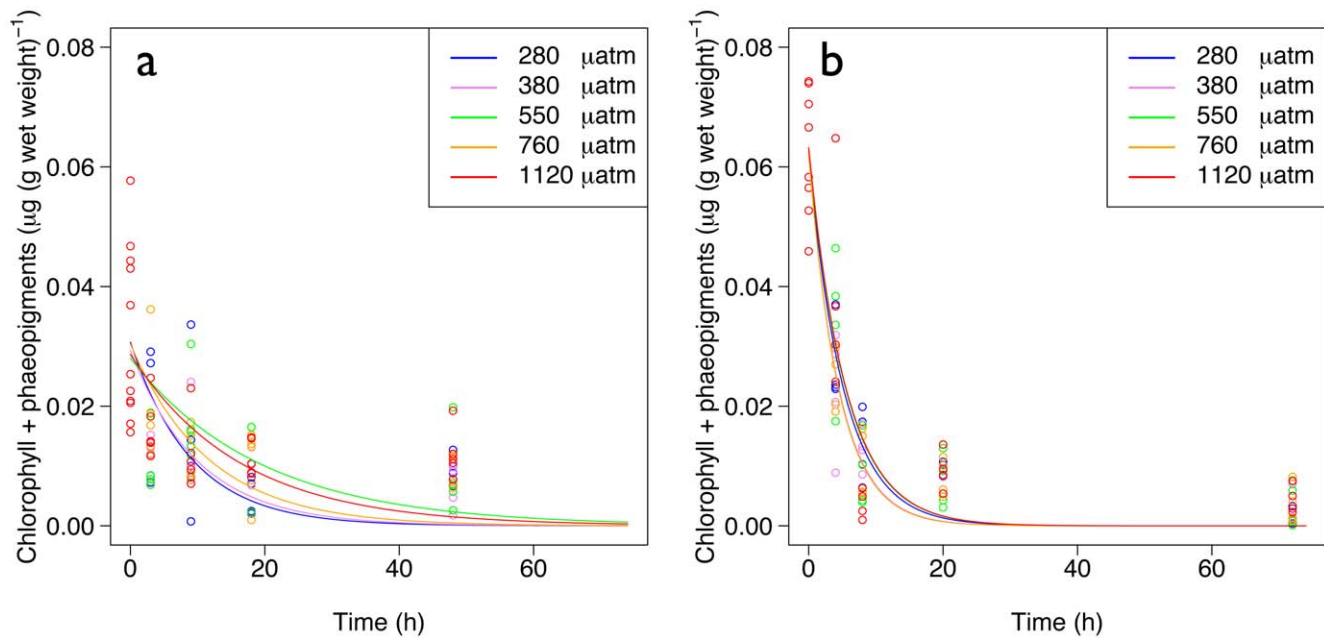 a
280 μatm
380 μatm
550 μatm
760 μatm
1120 μatm
Chlorophyll + phaeopigments (μg (g wet weight)⁻¹)
0.08
0.06
0.04
0.02
0.00
0 20 40 60
Time (h)
b
280 μatm
380 μatm
550 μatm
760 μatm
1120 μatm
Chlorophyll + phaeopigments (μg (g wet weight)⁻¹)
0.08
0.06
0.04
0.02
0.00
0 20 40 60
Time (h)